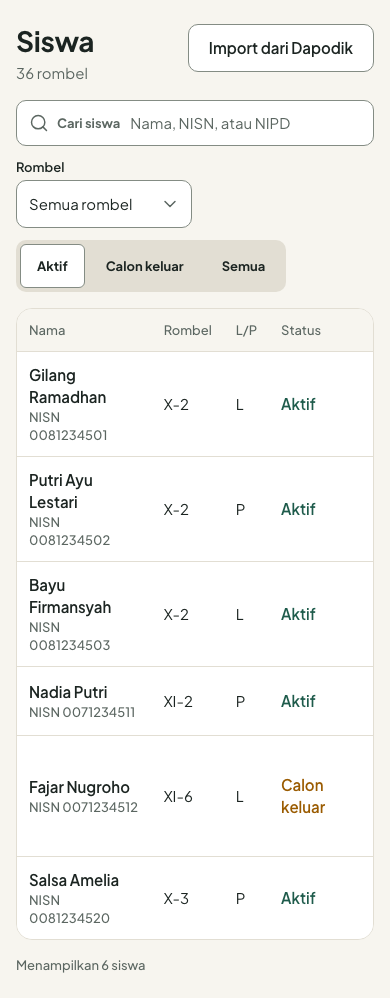 Siswa
36 rombel
Import dari Dapodik
Cari siswa Nama, NISN, atau NIPD
Rombel
Semua rombel
Aktif Calon keluar Semua
Nama Rombel L/P Status
Gilang
Ramadhan
NISN
0081234501
X-2 L Aktif
Putri Ayu
Lestari
NISN
0081234502
X-2 P Aktif
Bayu
Firmansyah
NISN
0081234503
X-2 L Aktif
Nadia Putri
NISN 0071234511
XI-2 P Aktif
Fajar Nugroho
NISN 0071234512
XI-6 L Calon
keluar
Salsa Amelia
NISN
0081234520
X-3 P Aktif
Menampilkan 6 siswa